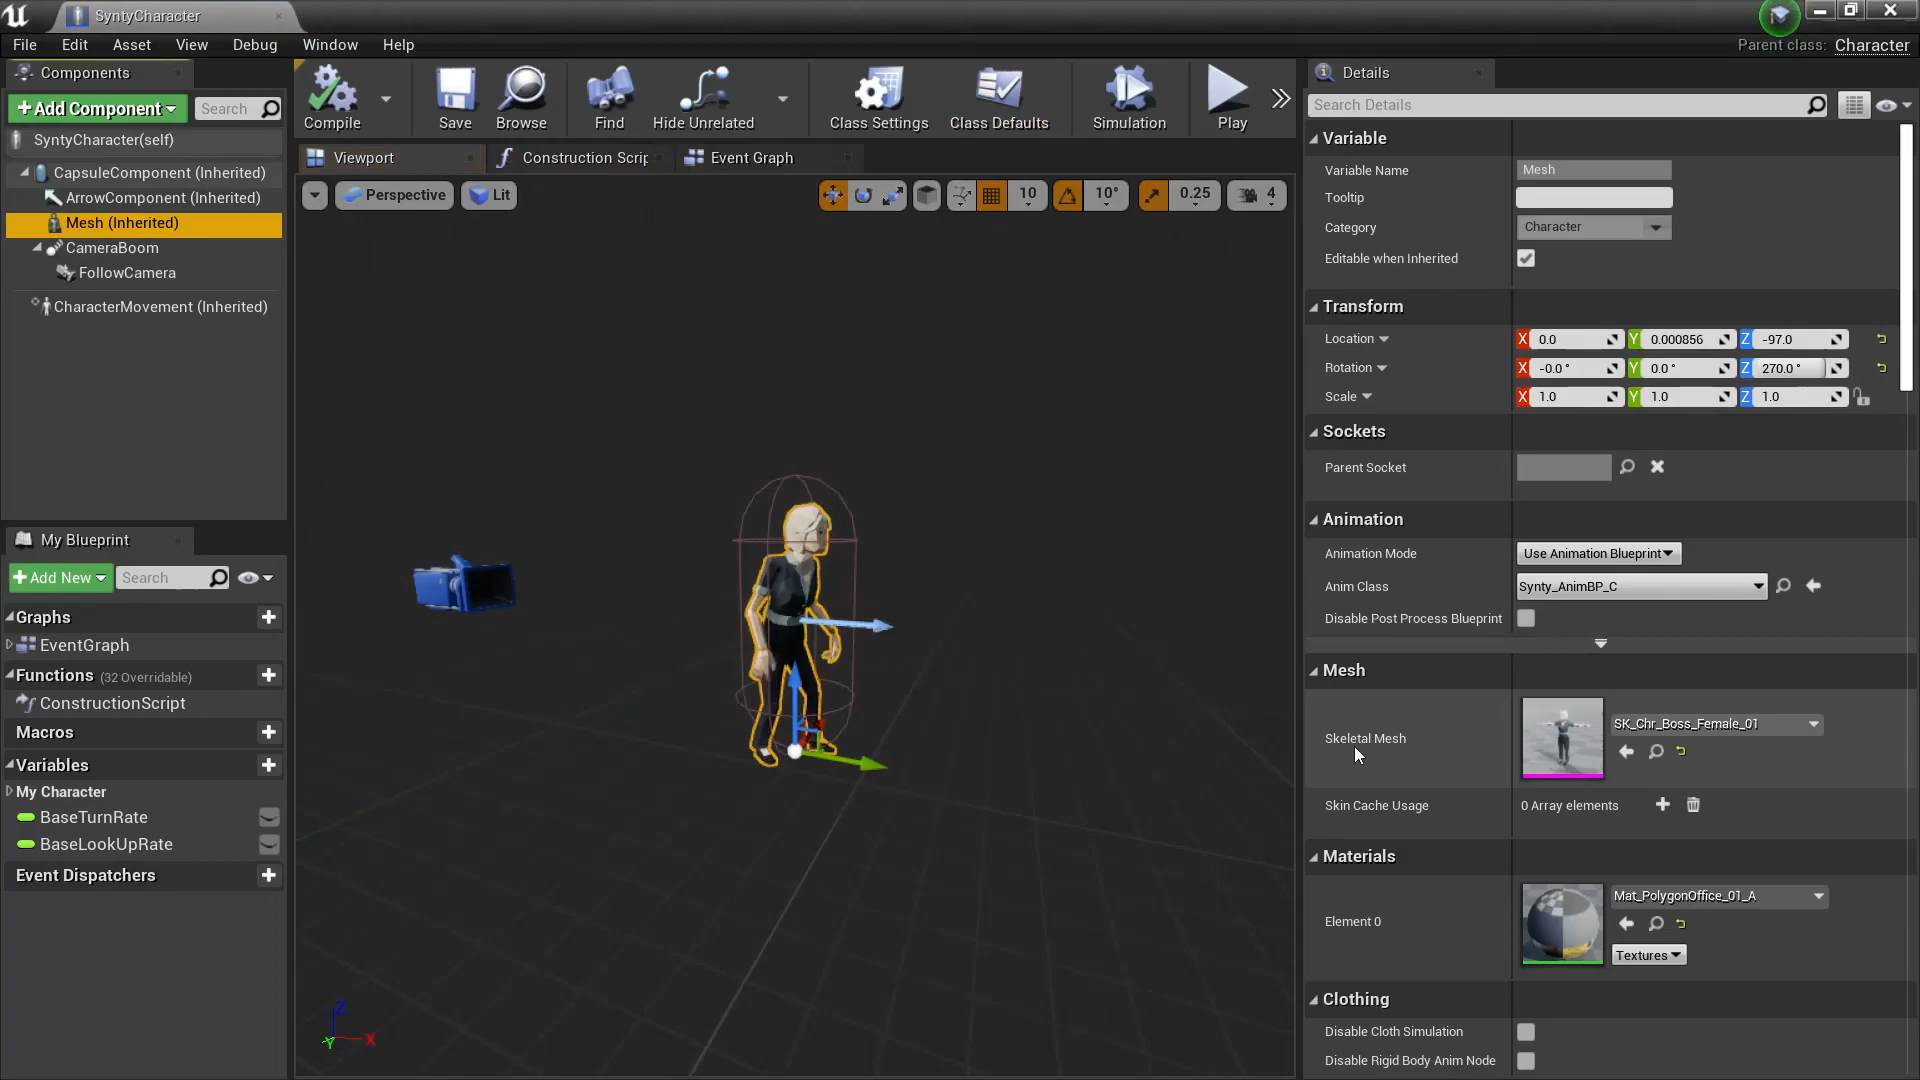 SyntyCharacter
File Edit Asset View Debug Window Help
Parent class: Character
Components
+Add Component Search
SyntyCharacter(self)
CapsuleComponent (Inherited)
ArrowComponent (Inherited)
Mesh (Inherited)
CameraBoom
FollowCamera
CharacterMovement (Inherited)
My Blueprint
+Add New Search
Graphs
EventGraph
Functions (32 Overridable)
ConstructionScript
Macros
Variables
My Character
BaseTurnRate
BaseLookUpRate
Event Dispatchers
Compile Save Browse Find Hide Unrelated Class Settings Class Defaults Simulation Play
Viewport Construction Scrip Event Graph
Perspective Lit 10 10° 0.25 4
Z
X
Y
Details
Search Details
Variable
Variable Name Mesh
Tooltip
Category Character
Editable when Inherited
Transform
Location X 0.0 Y 0.000856 Z -97.0
Rotation X -0.0 ° Y 0.0 ° Z 270.0 °
Scale X 1.0 Y 1.0 Z 1.0
Sockets
Parent Socket
Animation
Animation Mode Use Animation Blueprint
Anim Class Synty_AnimBP_C
Disable Post Process Blueprint
Mesh
Skeletal Mesh SK_Chr_Boss_Female_01
Skin Cache Usage 0 Array elements
Materials
Element 0 Mat_PolygonOffice_01_A
Textures
Clothing
Disable Cloth Simulation
Disable Rigid Body Anim Node